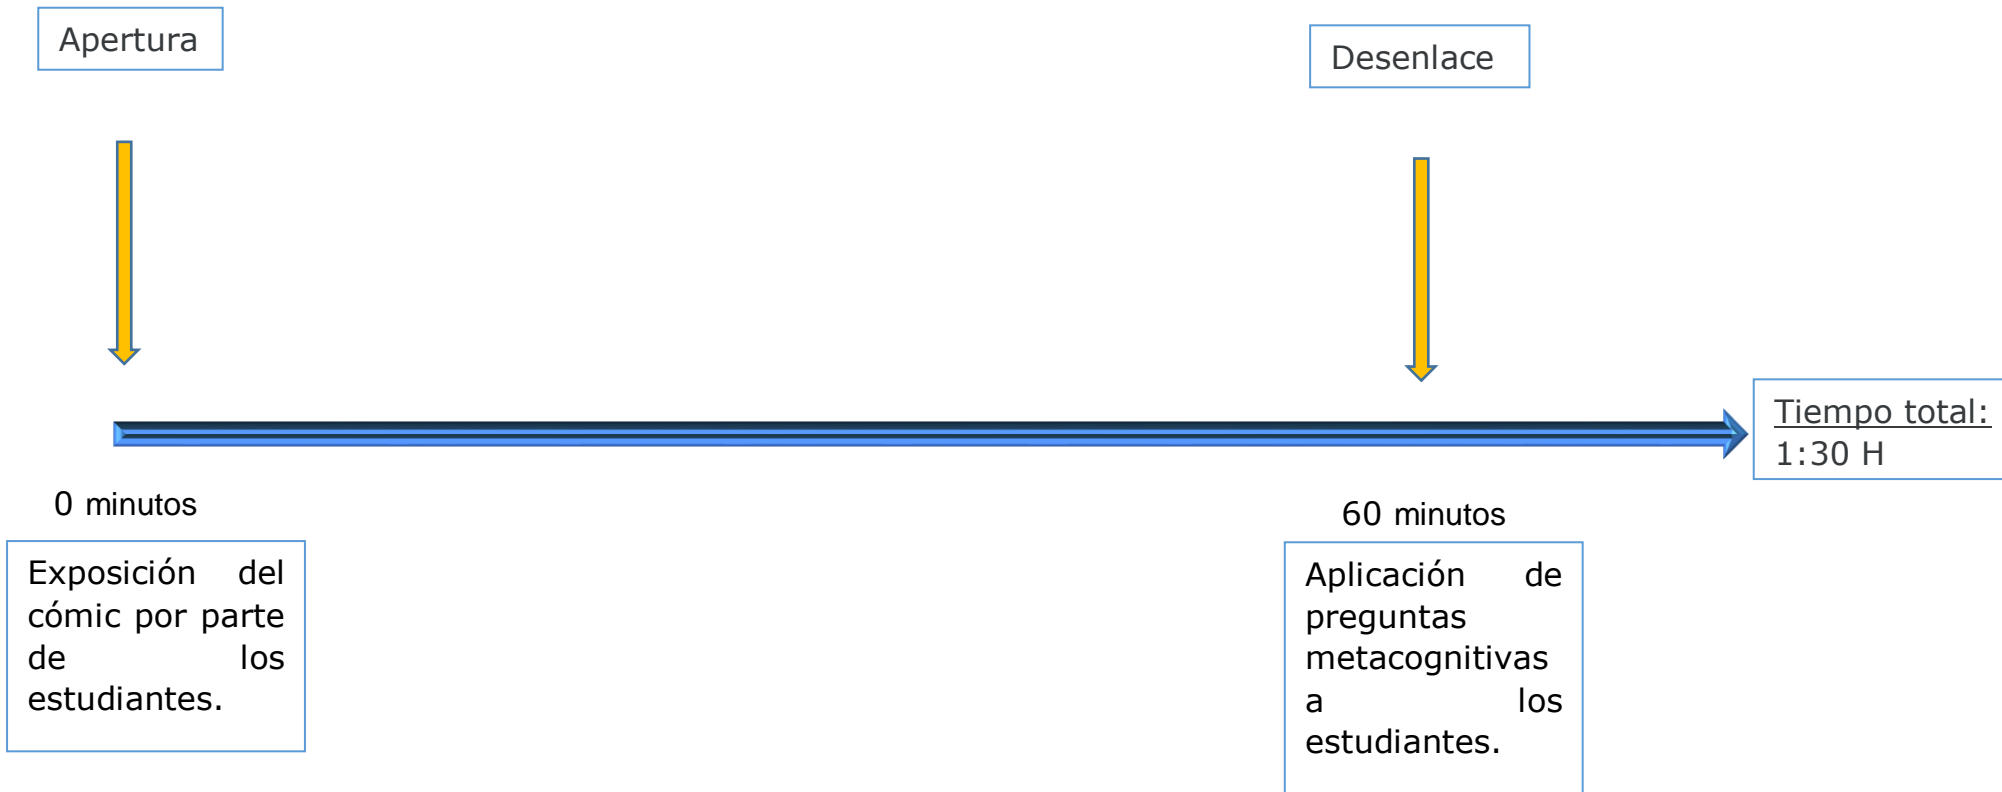 Apertura
Desenlace
Tiempo total:
1:30 H
0 minutos
60 minutos
Exposición del
cómic por parte
de los
estudiantes.
Aplicación de
preguntas
metacognitivas
a los
estudiantes.